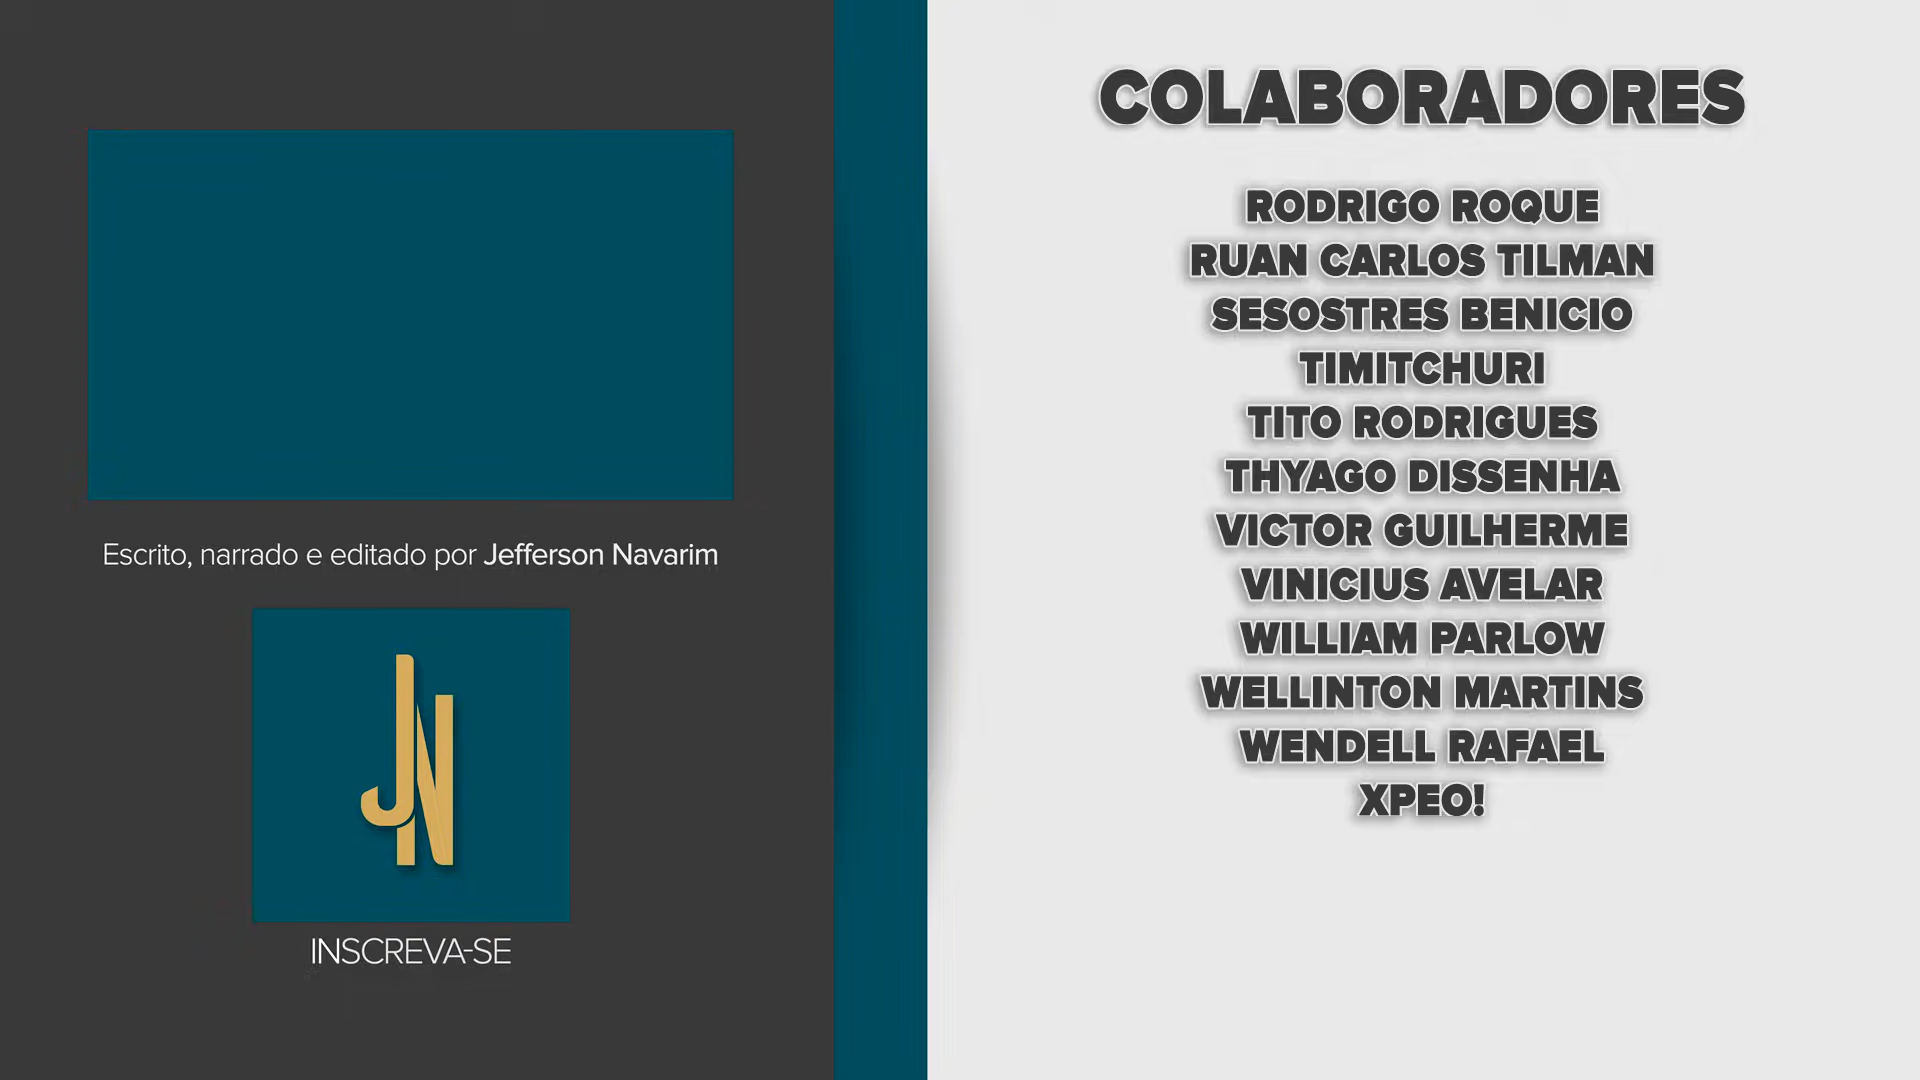 Escrito, narrado e editado por Jefferson Navarim
JN
INSCREVA-SE
COLABORADORES
RODRIGO ROQUE
RUAN CARLOS TILMAN
SESOSTRES BENICIO
TIMITCHURI
TITO RODRIGUES
THYAGO DISSENHA
VICTOR GUILHERME
VINICIUS AVELAR
WILLIAM PARLOW
WELLINTON MARTINS
WENDELL RAFAEL
XPEO!